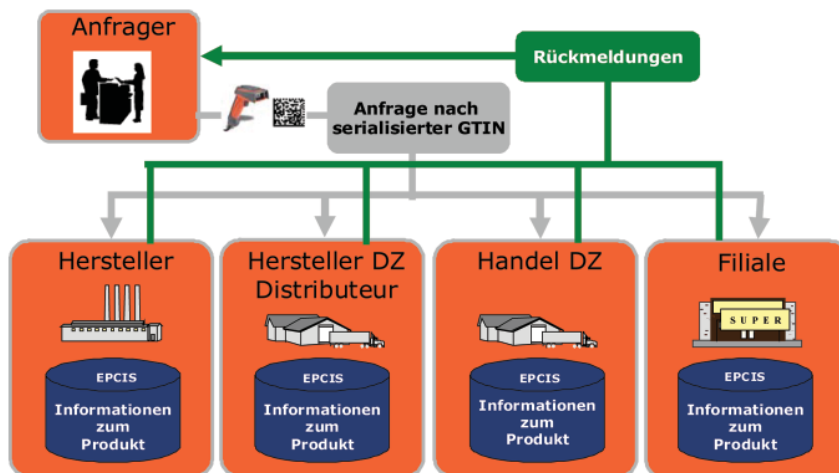 Anfrager
Rückmeldungen
Anfrage nach
serialisierter GTIN
Hersteller
EPCIS
Informationen
zum
Produkt
Hersteller DZ
Distributeur
EPCIS
Informationen
zum
Produkt
Handel DZ
EPCIS
Informationen
zum
Produkt
Filiale
SUPER
EPCIS
Informationen
zum
Produkt